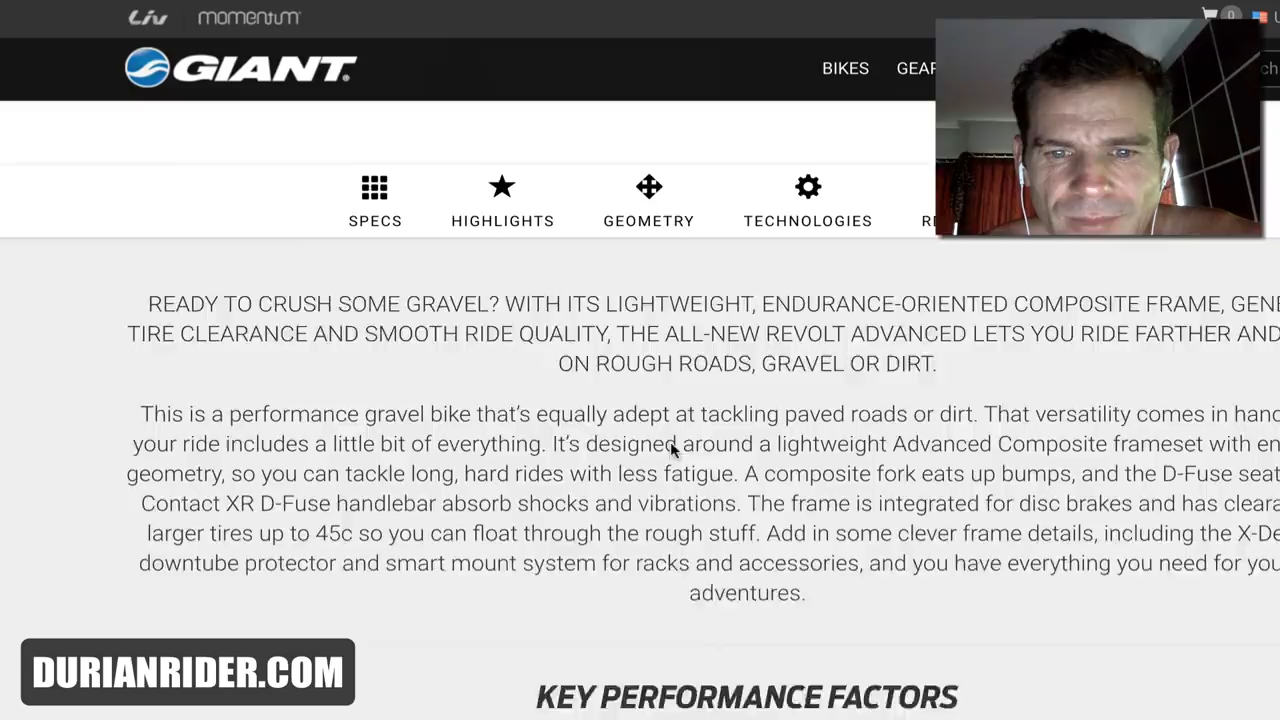 Liv momentum 0
GIANT
BIKES GEAR
SPECS HIGHLIGHTS GEOMETRY TECHNOLOGIES
READY TO CRUSH SOME GRAVEL? WITH ITS LIGHTWEIGHT, ENDURANCE-ORIENTED COMPOSITE FRAME,
TIRE CLEARANCE AND SMOOTH RIDE QUALITY, THE ALL-NEW REVOLT ADVANCED LETS YOU RIDE FARTHER AND
ON ROUGH ROADS, GRAVEL OR DIRT.
This is a performance gravel bike that's equally adept at tackling paved roads or dirt. That versatility comes in
your ride includes a little bit of everything. It's designed around a lightweight Advanced Composite frameset with
geometry, so you can tackle long, hard rides with less fatigue. A composite fork eats up bumps, and the D-Fuse
Contact XR D-Fuse handlebar absorb shocks and vibrations. The frame is integrated for disc brakes and has
larger tires up to 45c so you can float through the rough stuff. Add in some clever frame details, including the
downtube protector and smart mount system for racks and accessories, and you have everything you need for
adventures.
KEY PERFORMANCE FACTORS
DURIANRIDER.COM